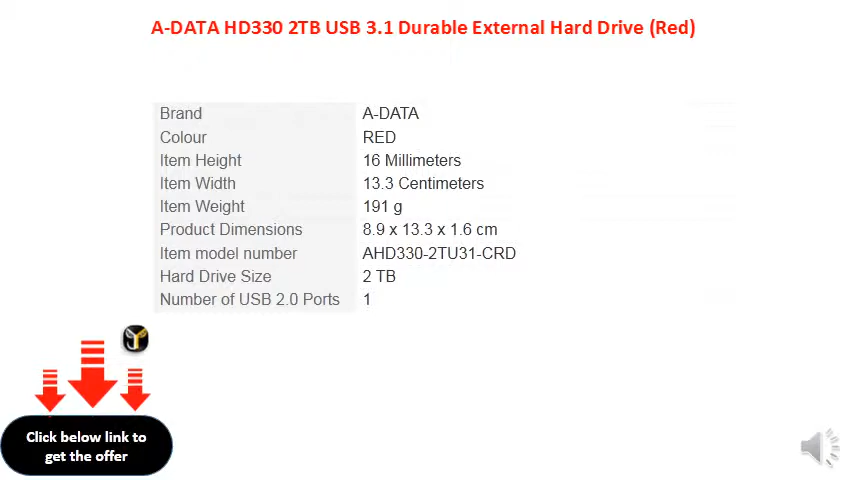 A-DATA HD330 2TB USB 3.1 Durable External Hard Drive (Red)
Brand A-DATA
Colour RED
Item Height 16 Millimeters
Item Width 13.3 Centimeters
Item Weight 191 g
Product Dimensions 8.9 x 13.3 x 1.6 cm
Item model number AHD330-2TU31-CRD
Hard Drive Size 2 TB
Number of USB 2.0 Ports 1
Click below link to
get the offer